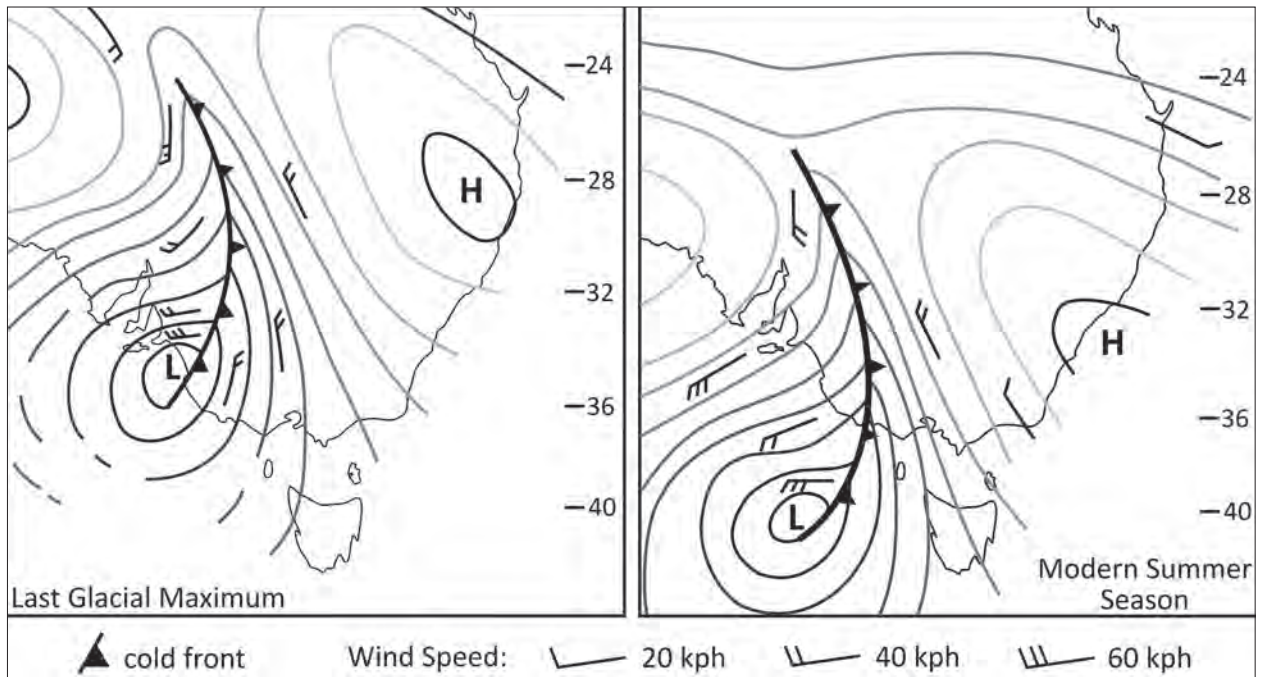 −24
−28
H
−32
L
−36
−40
Last Glacial Maximum
−24
−28
−32
H
−36
L
−40
Modern Summer
Season
cold front Wind Speed: 20 kph 40 kph 60 kph